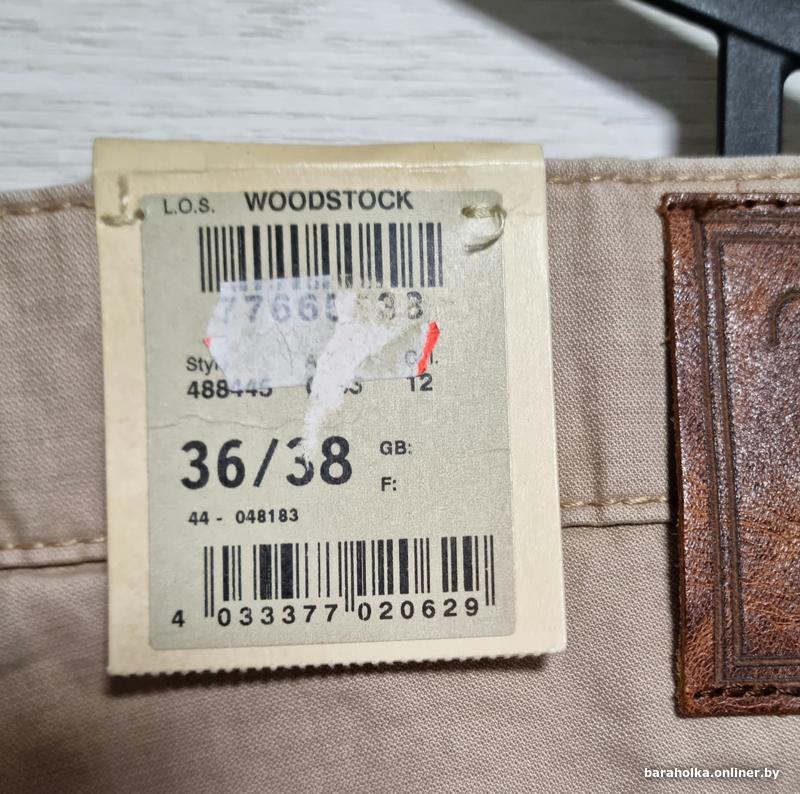 L.O.S. WOODSTOCK
488445 12
36/38 GB:
F:
44 - 048183
4 033377 020629
baraholka.onliner.by